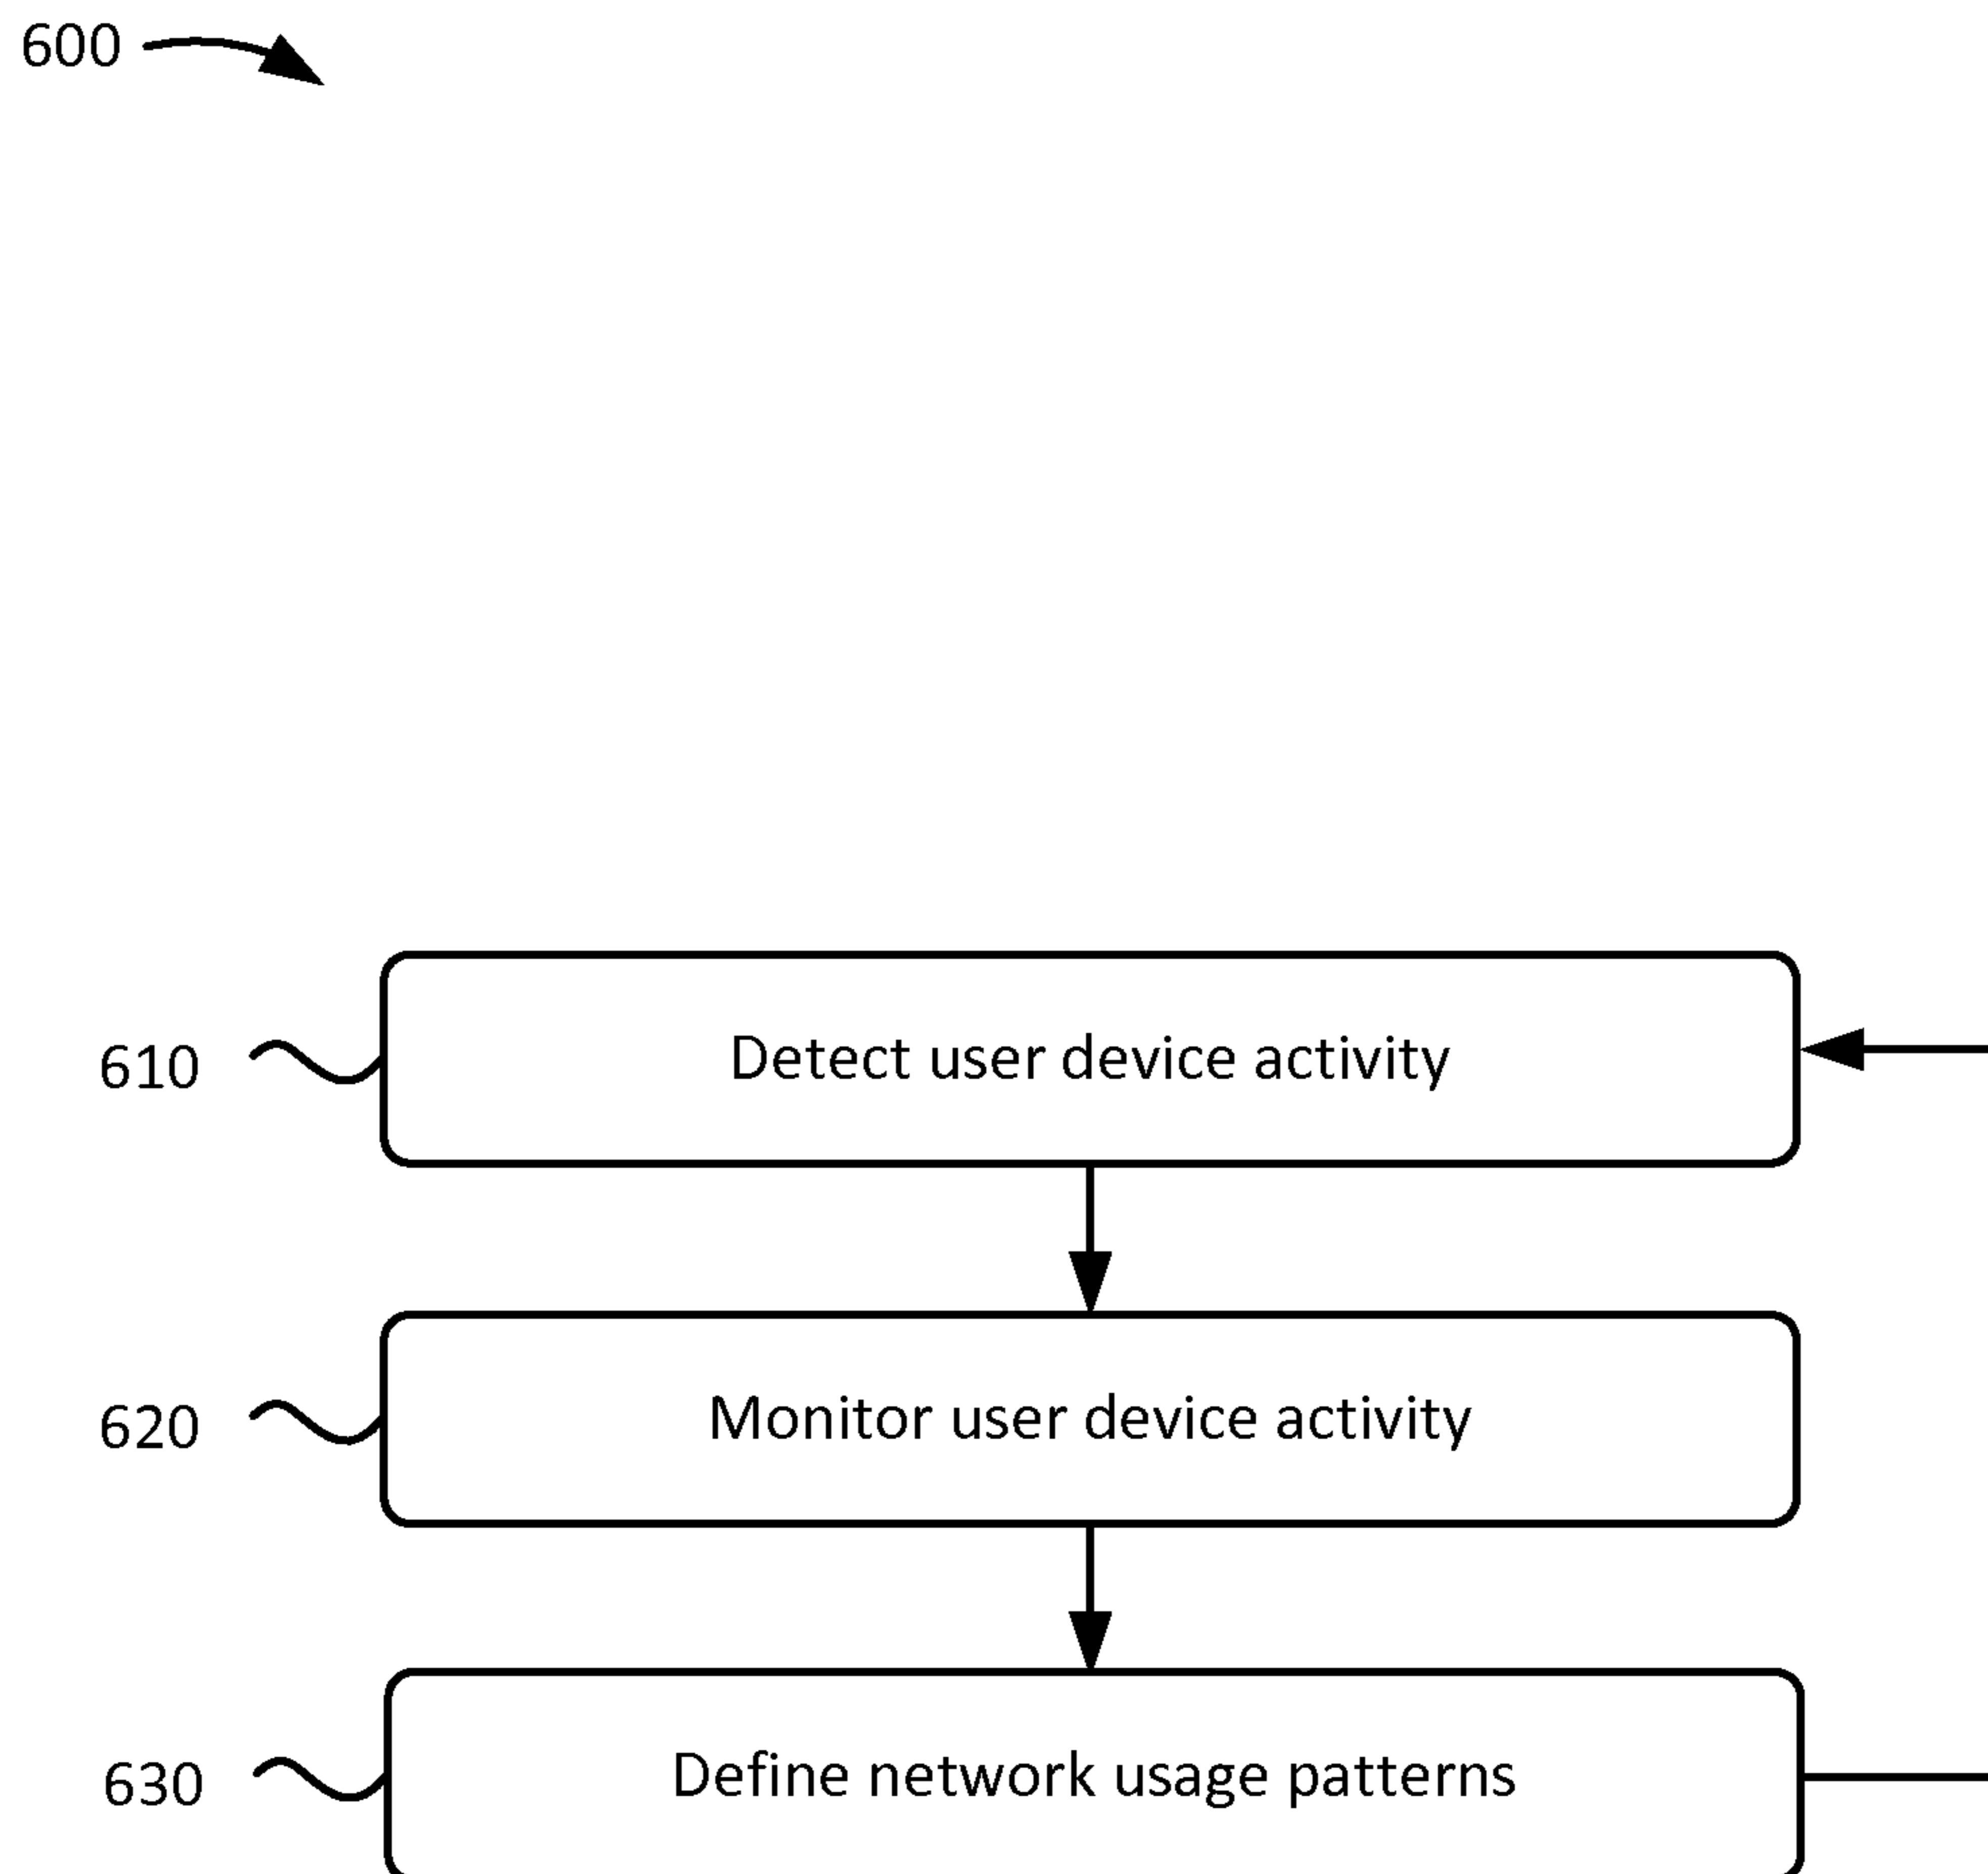 600
610
Detect user device activity
620
Monitor user device activity
630
Define network usage patterns